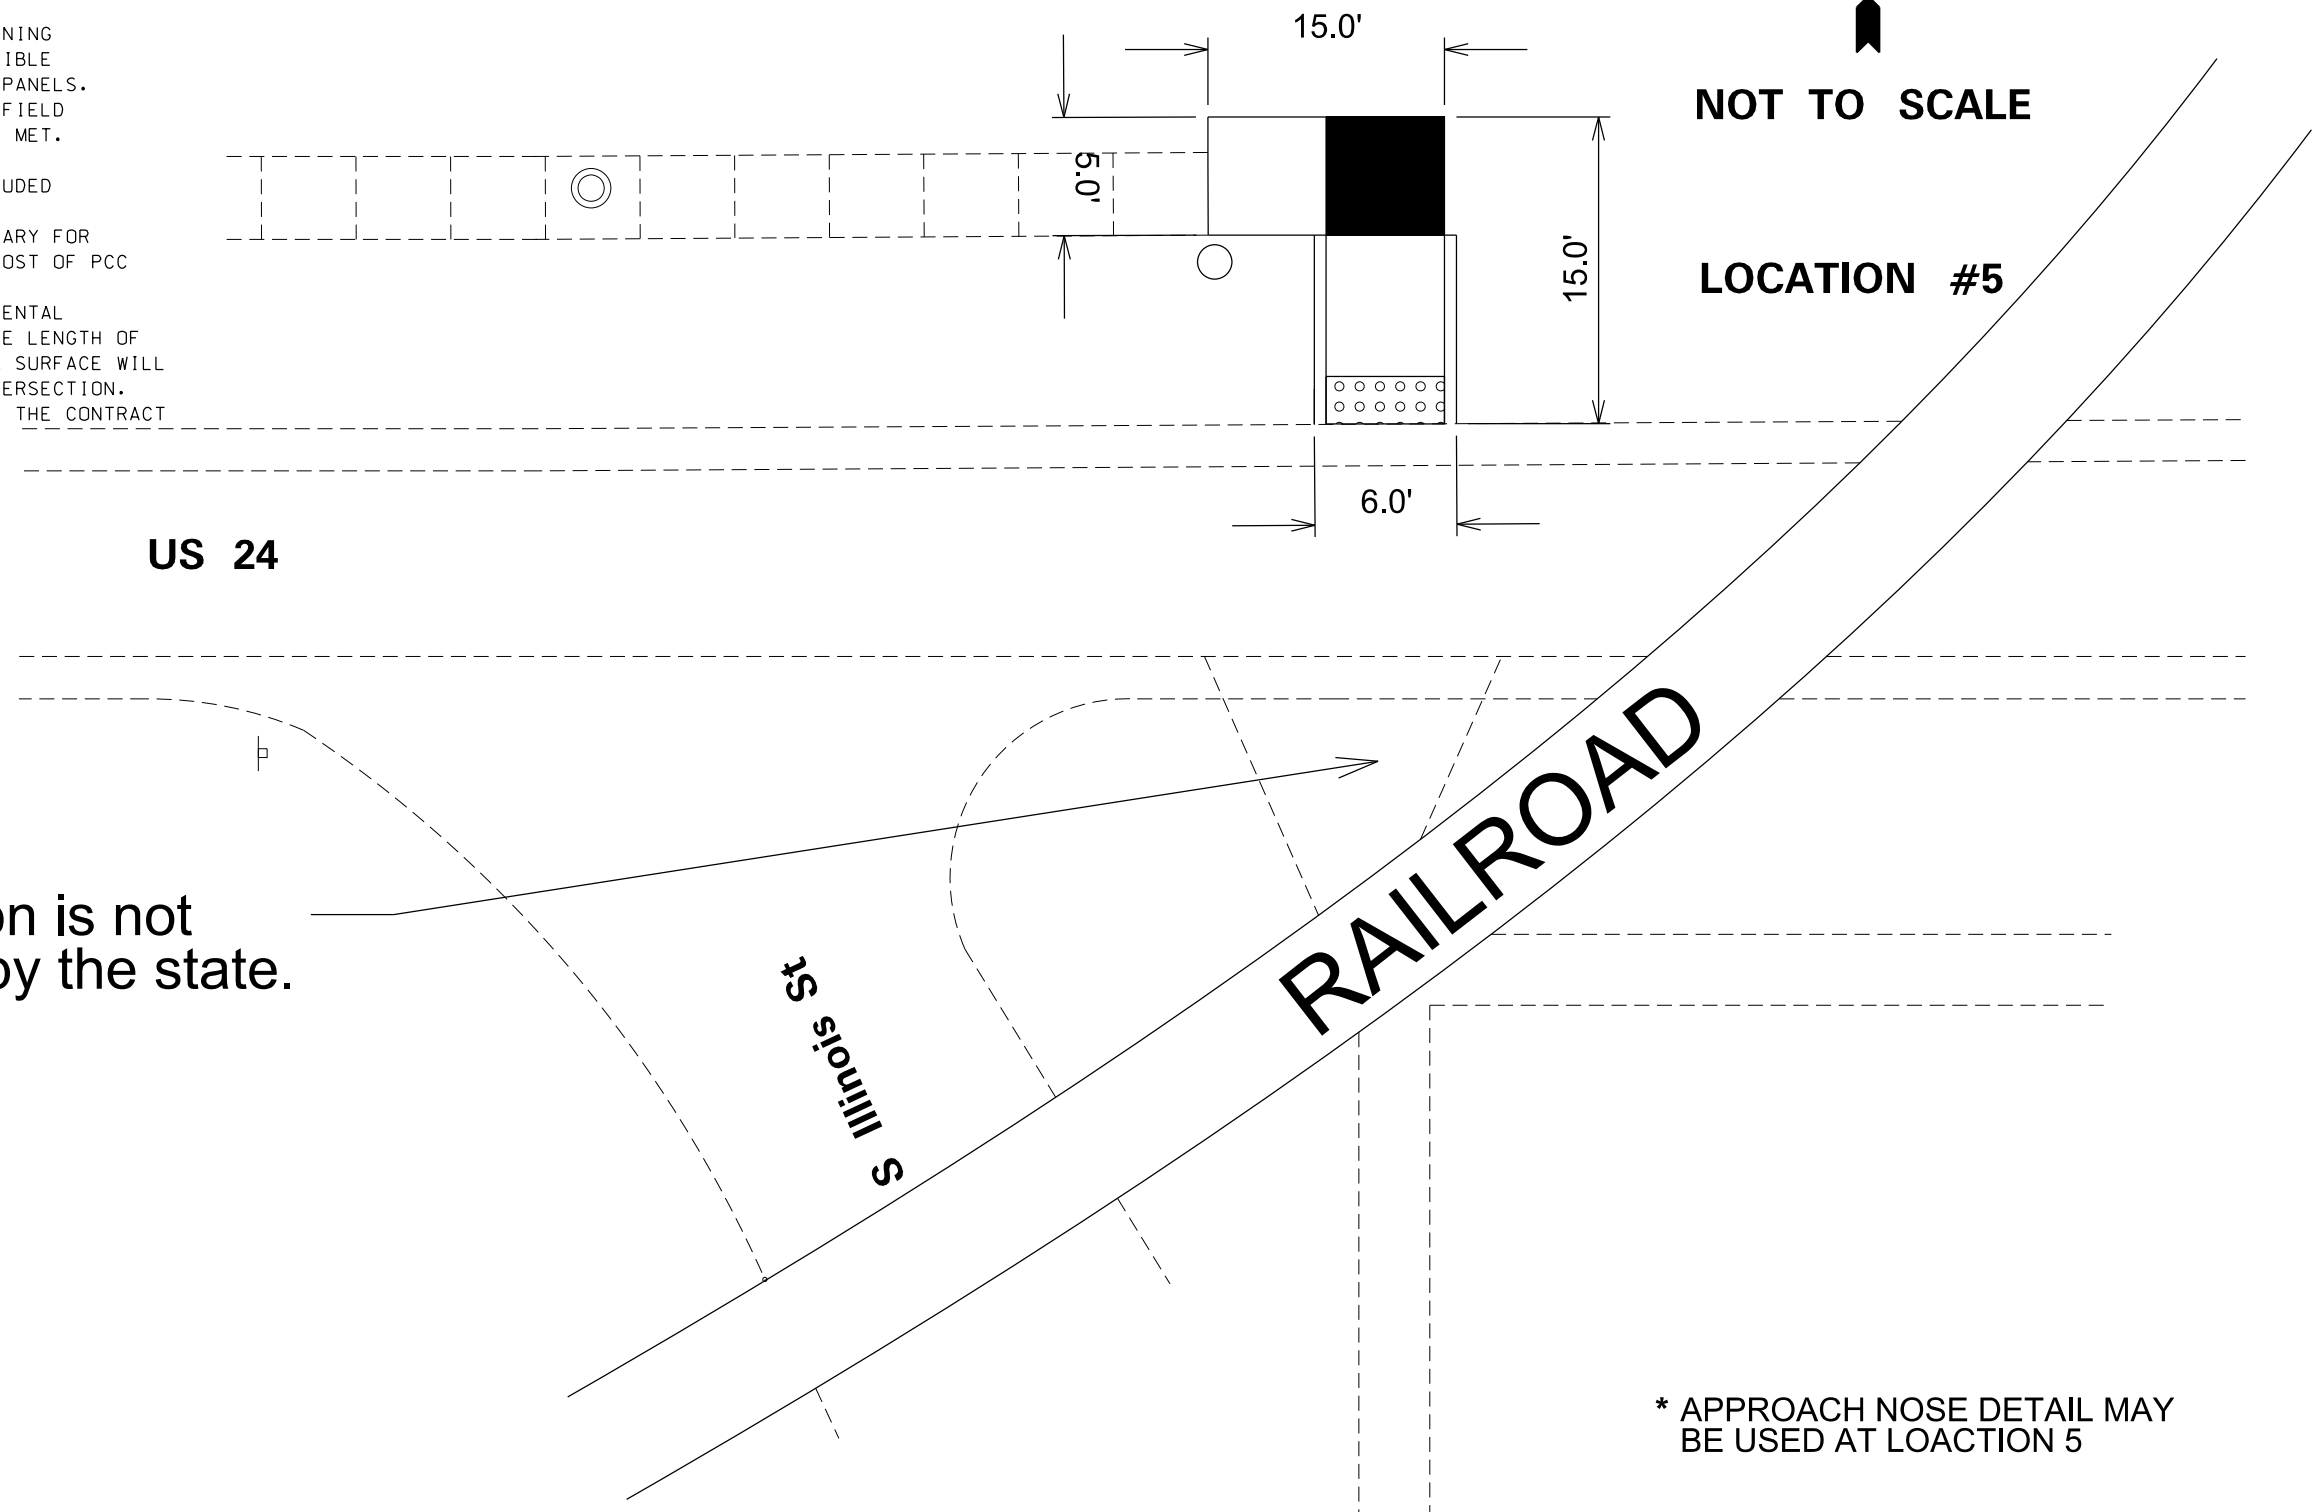 NING
IBLE
PANELS.
FIELD
MET.
UDED
ARY FOR
OST OF PCC
ENTAL
E LENGTH OF
SURFACE WILL
ERSECTION.
THE CONTRACT
15.0'
5.0'
15.0'
6.0'
NOT TO SCALE
LOCATION #5
US 24
on is not
by the state.
S Illinois St
RAILROAD
* APPROACH NOSE DETAIL MAY
BE USED AT LOACTION 5